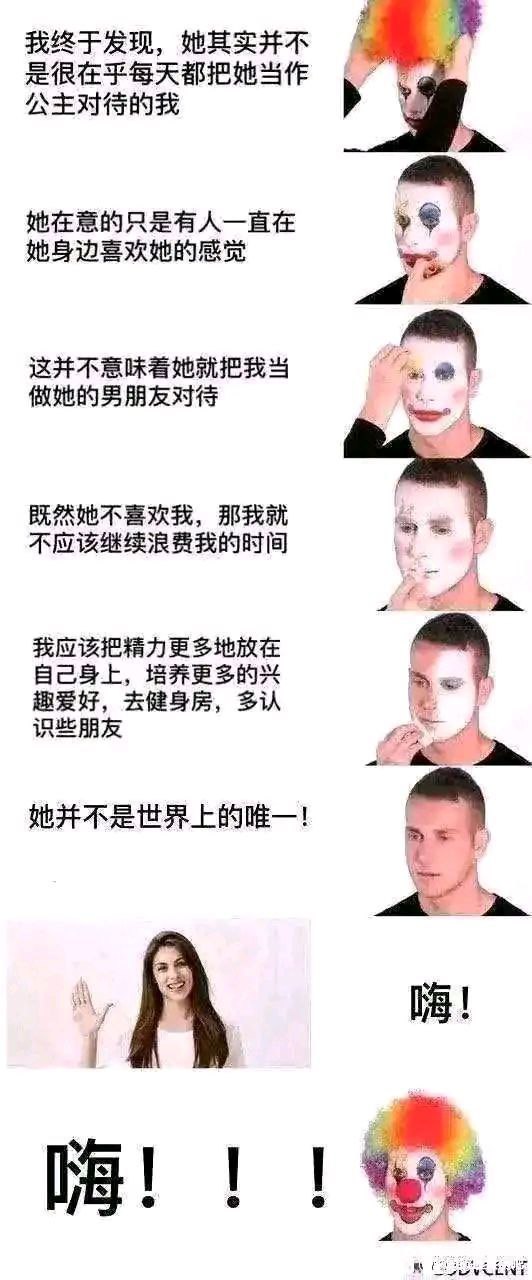 我终于发现，她其实并不
是很在乎每天都把她当作
公主对待的我
她在意的只是有人一直在
她身边喜欢她的感觉
这并不意味着她就把我当
做她的男朋友对待
既然她不喜欢我，那我就
不应该继续浪费我的时间
我应该把精力更多地放在
自己身上，培养更多的兴
趣爱好，去健身房，多认
识些朋友
她并不是世界上的唯一！
嗨！
嗨！！！